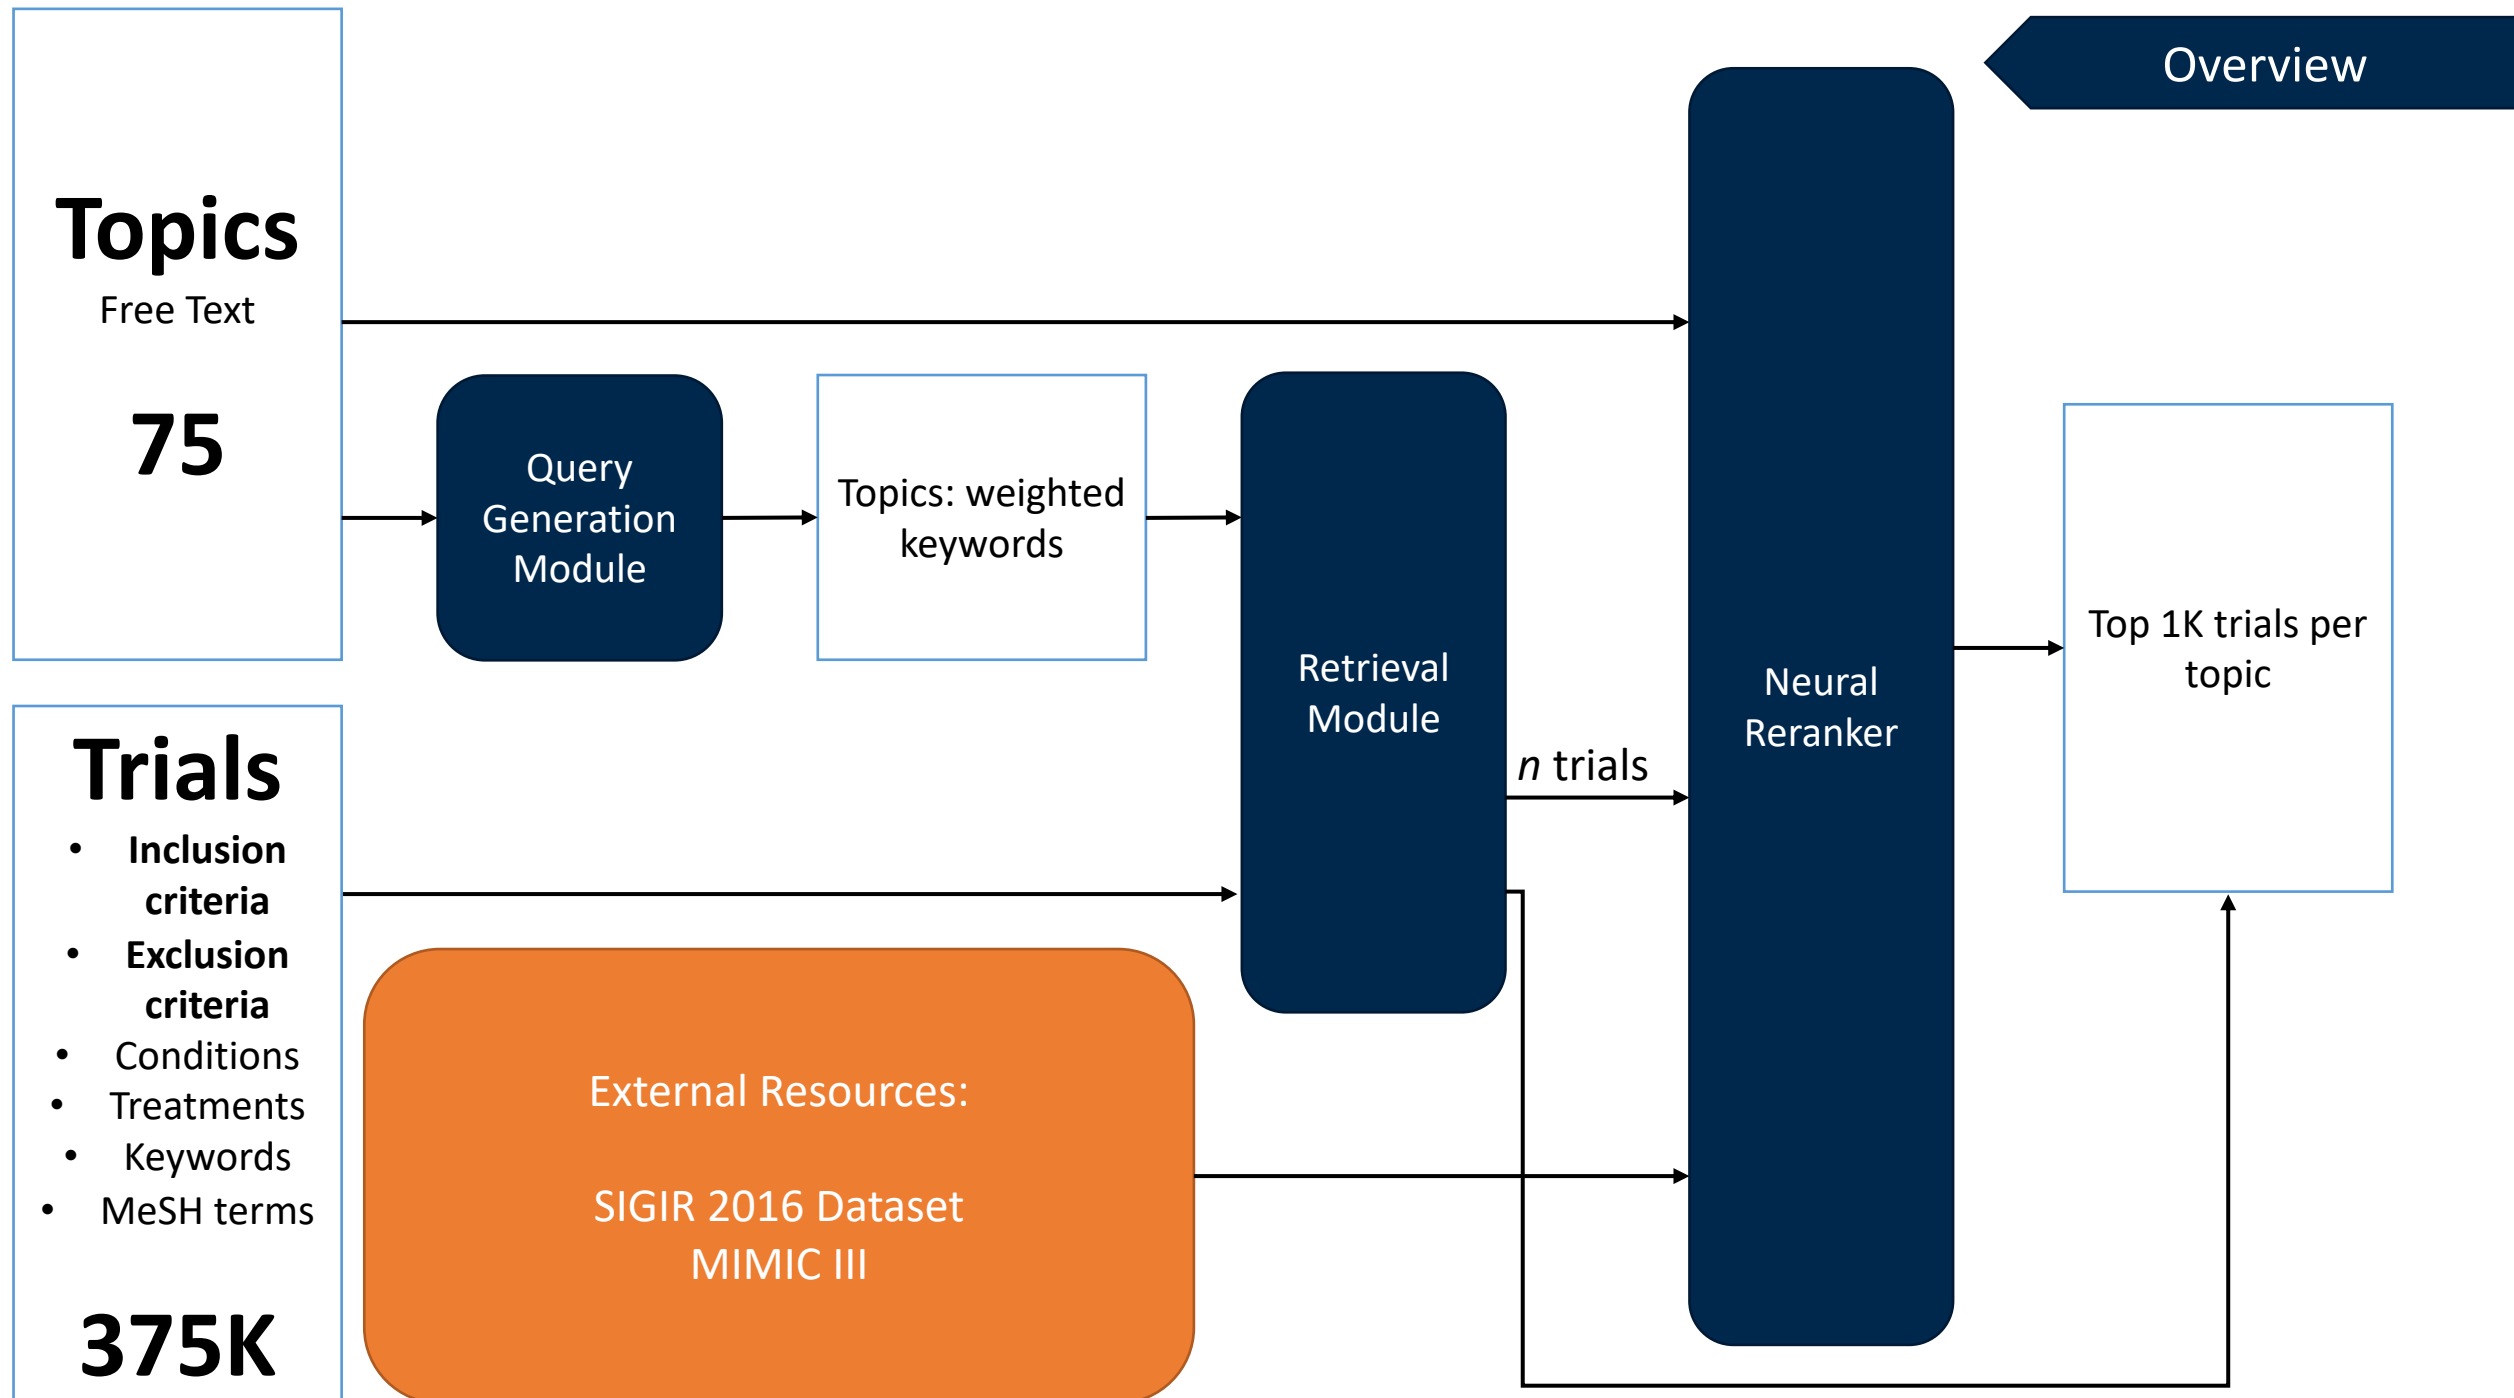 Overview
Topics
Free Text
75
Query
Generation
Module
Topics: weighted
keywords
Retrieval
Module
n trials
Neural
Reranker
Top 1K trials per
topic
Trials
• Inclusion
criteria
• Exclusion
criteria
• Conditions
• Treatments
• Keywords
• MeSH terms
375K
External Resources:
SIGIR 2016 Dataset
MIMIC III